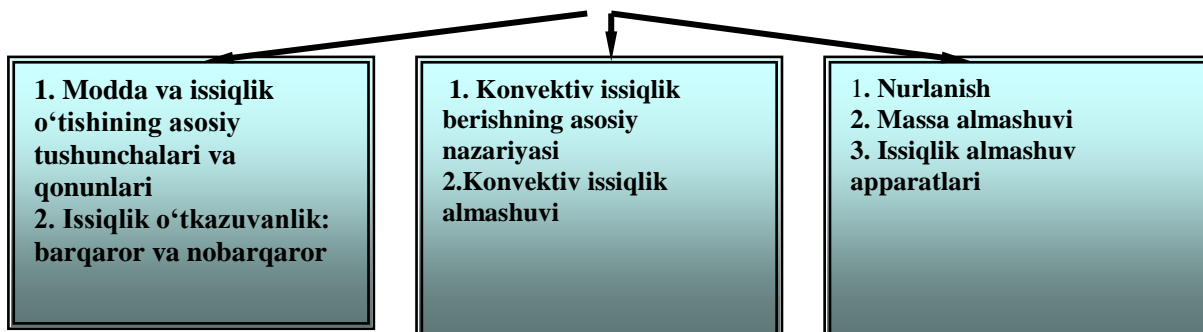 1. Modda va issiqlik
o‘tishining asosiy
tushunchalari va
qonunlari
2. Issiqlik o‘tkazuvanlik:
barqaror va nobarqaror
1. Konvektiv issiqlik
berishning asosiy
nazariyasi
2.Konvektiv issiqlik
almashuvi
1. Nurlanish
2. Massa almashuvi
3. Issiqlik almashuv
apparatlari